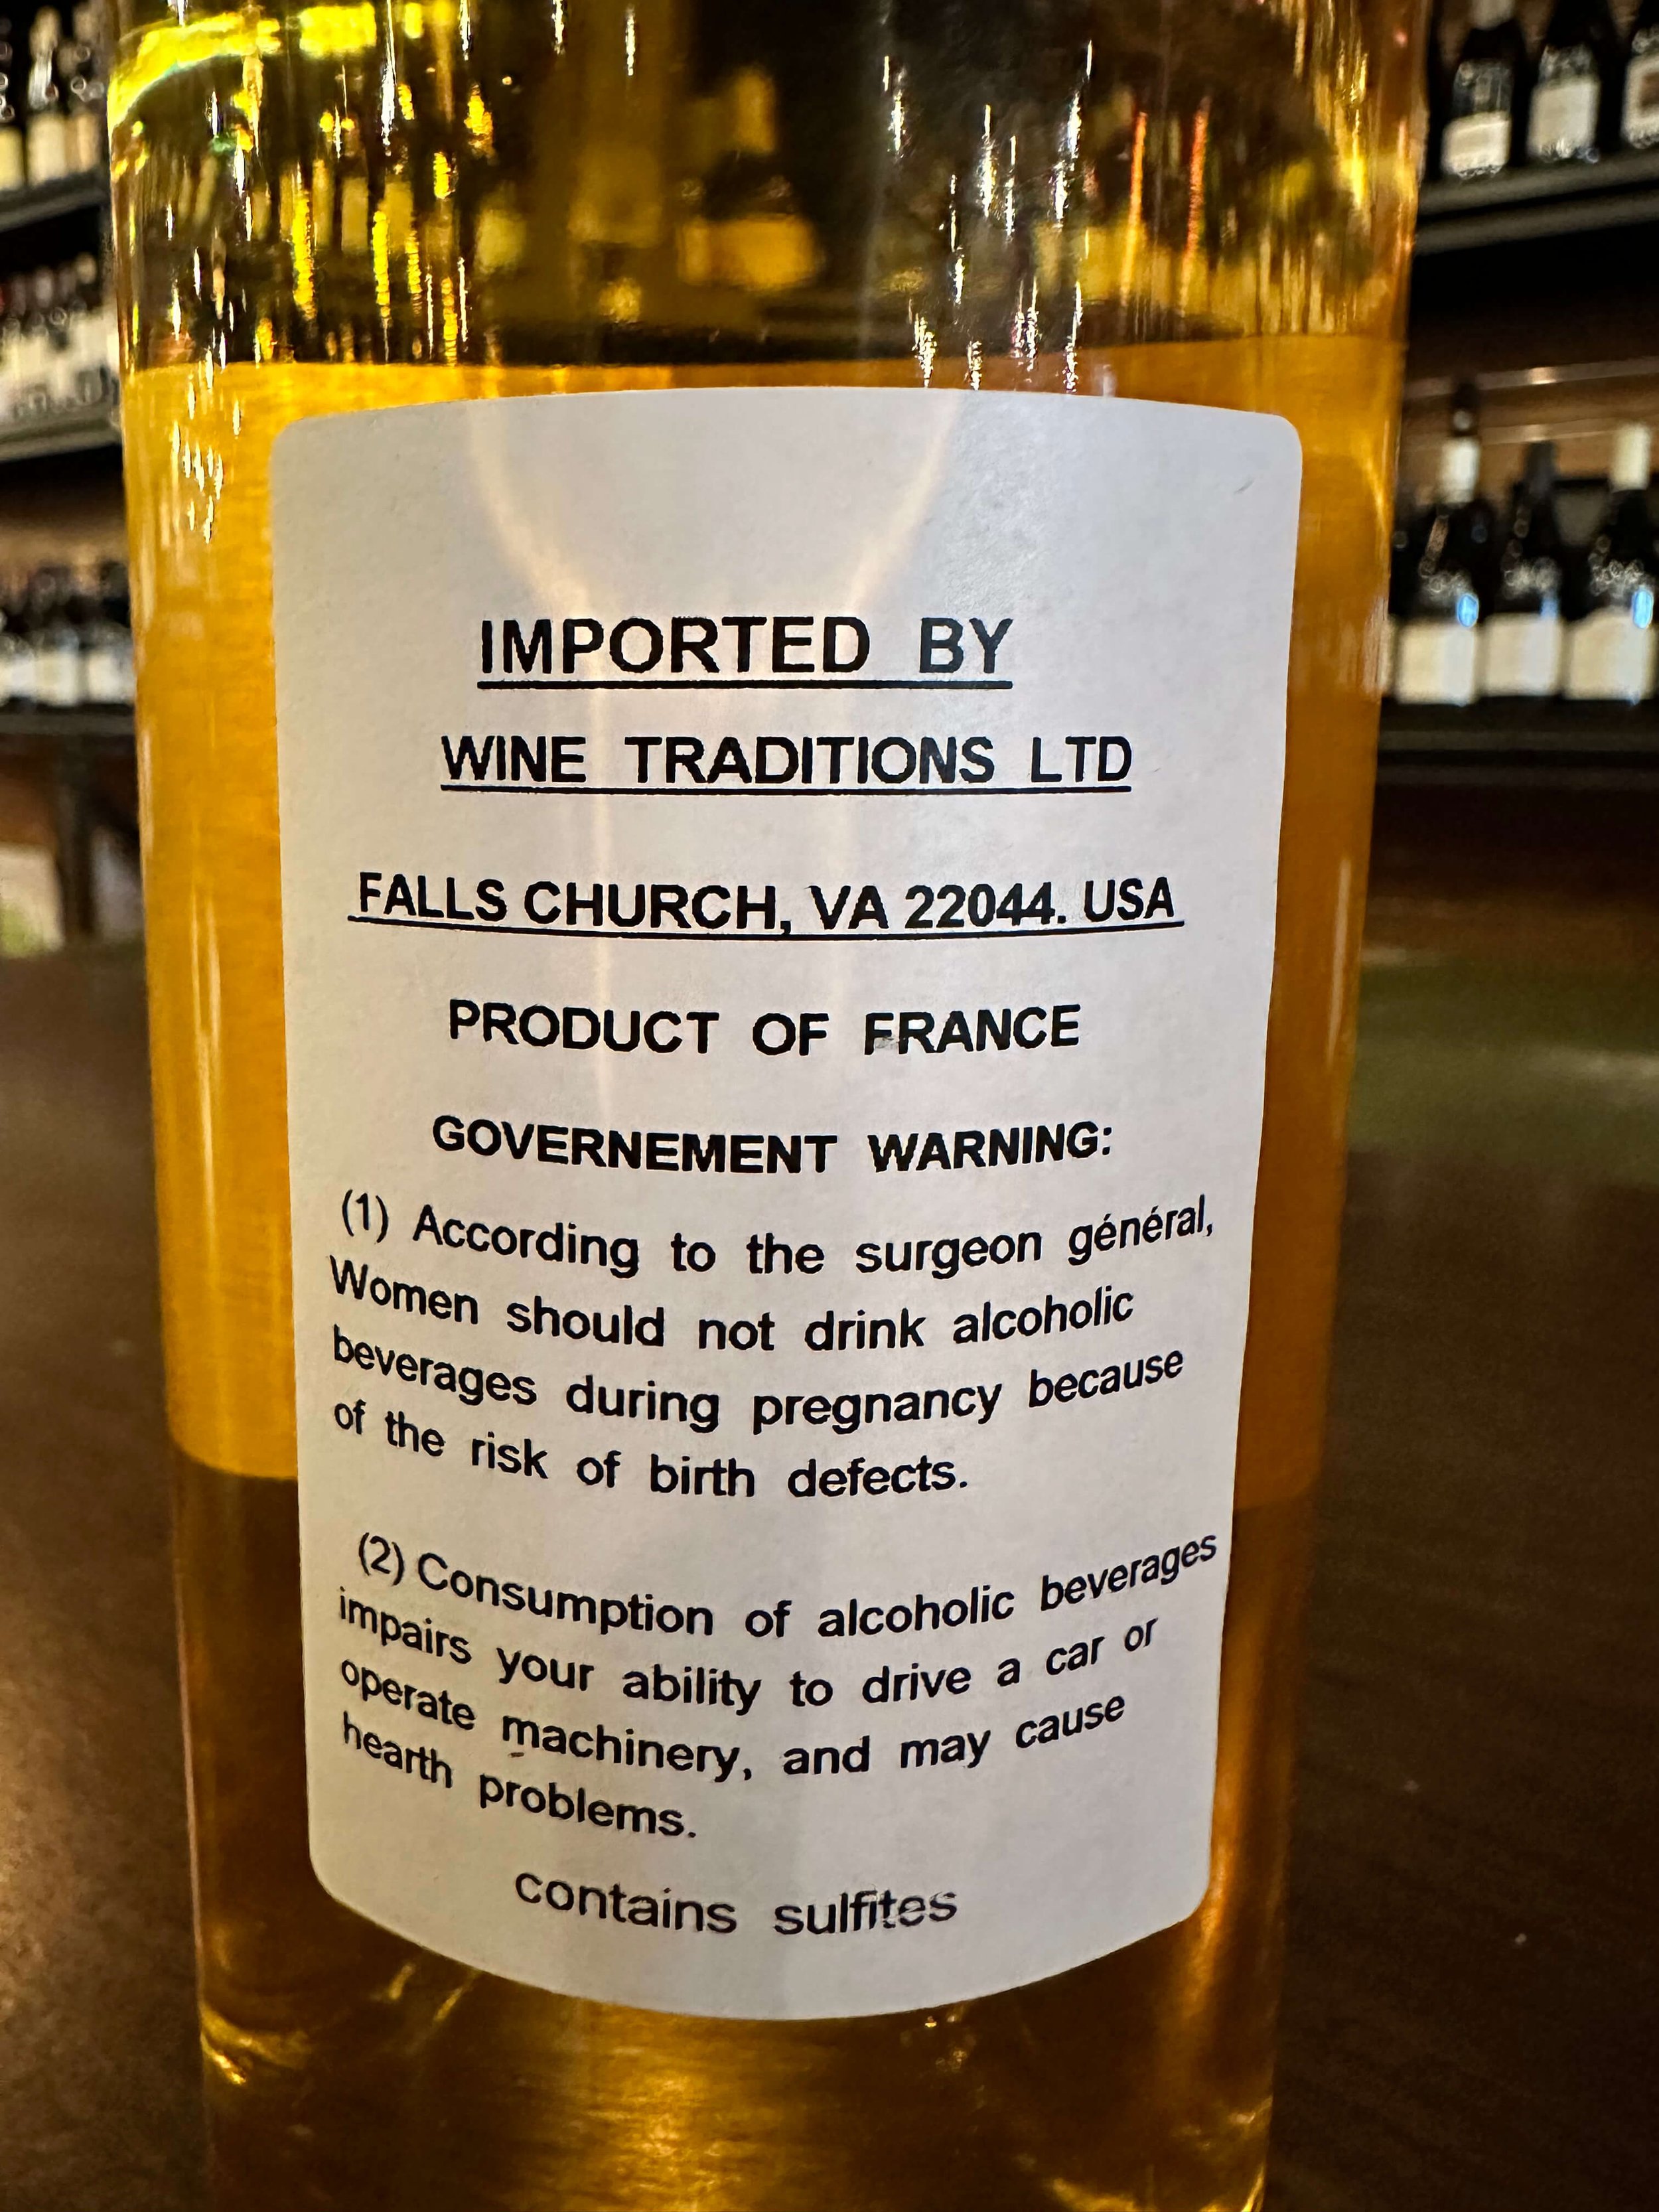 IMPORTED BY
WINE TRADITIONS LTD
FALLS CHURCH, VA 22044. USA
PRODUCT OF FRANCE
GOVERNEMENT WARNING:
(1) According to the surgeon général,
Women should not drink alcoholic
beverages during pregnancy because
of the risk of birth defects.
(2) Consumption of alcoholic beverages
impairs your ability to drive a car or
operate machinery, and may cause
hearth problems.
contains sulfites